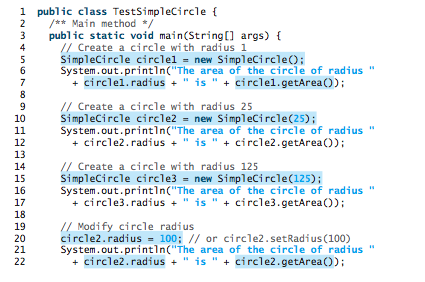 1 public class TestSimpleCircle {
2 /** Main method */
3 public static void main(String[] args) {
4 // Create a circle with radius 1
5 SimpleCircle circle1 = new SimpleCircle();
6 System.out.println("The area of the circle of radius "
7 + circle1.radius + " is " + circle1.getArea());
8
9 // Create a circle with radius 25
10 SimpleCircle circle2 = new SimpleCircle(25);
11 System.out.println("The area of the circle of radius "
12 + circle2.radius + " is " + circle2.getArea());
13
14 // Create a circle with radius 125
15 SimpleCircle circle3 = new SimpleCircle(125);
16 System.out.println("The area of the circle of radius "
17 + circle3.radius + " is " + circle3.getArea());
18
19 // Modify circle radius
20 circle2.radius = 100; // or circle2.setRadius(100)
21 System.out.println("The area of the circle of radius "
22 + circle2.radius + " is " + circle2.getArea());